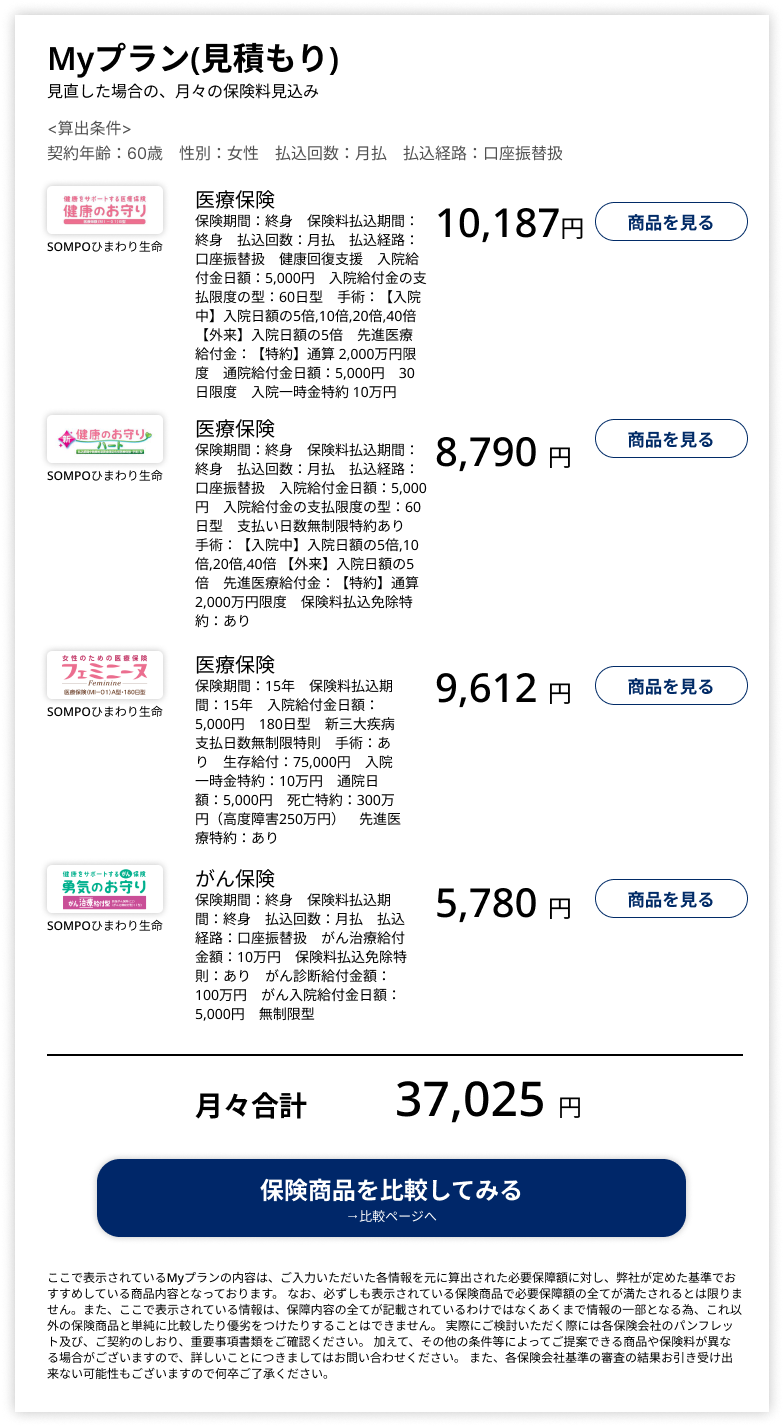 Myプラン(見積もり)
見直した場合の、月々の保険料見込み
<算出条件>
契約年齢：60歳　性別：女性　払込回数：月払　払込経路：口座振替扱
健康をサポートする医療保険
健康のお守り
SOMPOひまわり生命
医療保険
保険期間：終身　保険料払込期間：
終身　払込回数：月払　払込経路：
口座振替扱　健康回復支援　入院給
付金日額：5,000円　入院給付金の支
払限度の型：60日型　手術：【入院
中】入院日額の5倍,10倍,20倍,40倍
【外来】入院日額の5倍　先進医療
給付金：【特約】通算 2,000万円限
度　通院給付金日額：5,000円　30
日限度　入院一時金特約 10万円
10,187円
商品を見る
新 健康のお守り
ハート
SOMPOひまわり生命
医療保険
保険期間：終身　保険料払込期間：
終身　払込回数：月払　払込経路：
口座振替扱　入院給付金日額：5,000
円　入院給付金の支払限度の型：60
日型　支払い日数無制限特約あり
手術：【入院中】入院日額の5倍,10
倍,20倍,40倍 【外来】入院日額の5
倍　先進医療給付金：【特約】通算
2,000万円限度　保険料払込免除特
約：あり
8,790 円
商品を見る
女性のための医療保険
フェミニーヌ
Feminine
医療保険(MI-01)A型・180日型
SOMPOひまわり生命
医療保険
保険期間：15年　保険料払込期
間：15年　入院給付金日額：
5,000円　180日型　新三大疾病
支払日数無制限特則　手術：あ
り　生存給付：75,000円　入院
一時金特約：10万円　通院日
額：5,000円　死亡特約：300万
円（高度障害250万円）　先進医
療特約：あり
9,612 円
商品を見る
健康をサポートするがん保険
勇気のお守り
がん治療給付型
SOMPOひまわり生命
がん保険
保険期間：終身　保険料払込期
間：終身　払込回数：月払　払込
経路：口座振替扱　がん治療給付
金額：10万円　保険料払込免除特
則：あり　がん診断給付金額：
100万円　がん入院給付金日額：
5,000円　無制限型
5,780 円
商品を見る
月々合計 37,025 円
保険商品を比較してみる
→比較ページへ
ここで表示されているMyプランの内容は、ご入力いただいた各情報を元に算出された必要保障額に対し、弊社が定めた基準でお
すすめしている商品内容となっております。 なお、必ずしも表示されている保険商品で必要保障額の全てが満たされるとは限りま
せん。また、ここで表示されている情報は、保障内容の全てが記載されているわけではなくあくまで情報の一部となる為、これ以
外の保険商品と単純に比較したり優劣をつけたりすることはできません。 実際にご検討いただく際には各保険会社のパンフレッ
ト及び、ご契約のしおり、重要事項書類をご確認ください。 加えて、その他の条件等によってご提案できる商品や保険料が異な
る場合がございますので、詳しいことにつきましてはお問い合わせください。 また、各保険会社基準の審査の結果お引き受け出
来ない可能性もございますので何卒ご了承ください。